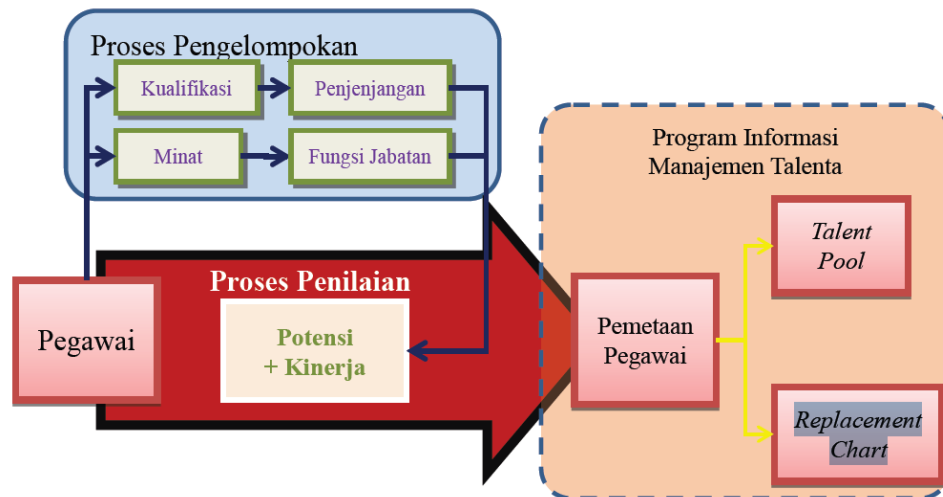 Proses Pengelompokan
Kualifikasi
Penjenjangan
Minat
Fungsi Jabatan
Pegawai
Proses Penilaian
Potensi
+ Kinerja
Program Informasi
Manajemen Talenta
Pemetaan
Pegawai
Talent
Pool
Replacement
Chart